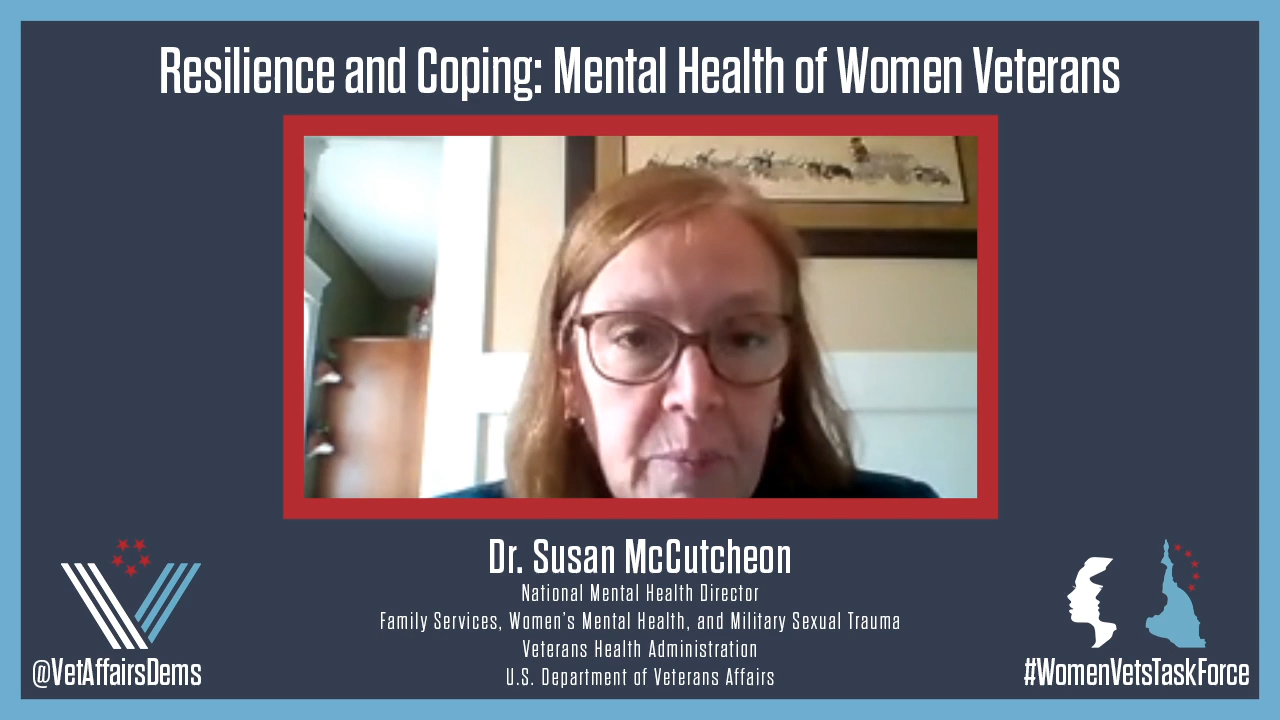 Resilience and Coping: Mental Health of Women Veterans
Dr. Susan McCutcheon
National Mental Health Director
Family Services, Women's Mental Health, and Military Sexual Trauma
Veterans Health Administration
U.S. Department of Veterans Affairs
@VetAffairsDems
#WomenVetsTaskForce